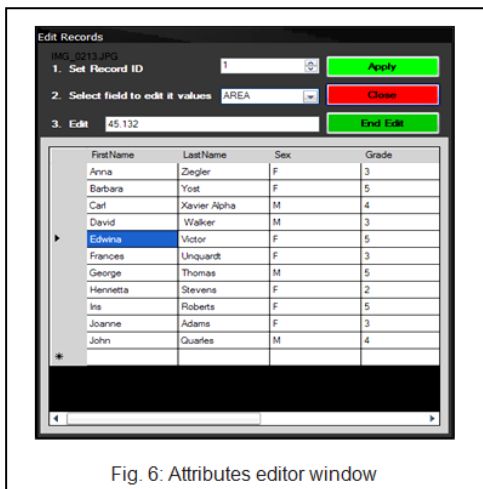 Edit Records
IMG_0213.JPG
1. Set Record ID 1 Apply
2. Select field to edit it values AREA Close
3. Edit 45.132 End Edit
FirstName LastName Sex Grade
Anna Ziegler F 3
Barbara Yost F 5
Carl Xavier Alpha M 4
David Walker M 3
Edwina Victor F 5
Frances Unquardt F 3
George Thomas M 5
Henrietta Stevens F 2
Iris Roberts F 5
Joanne Adams F 3
John Quarles M 4
Fig. 6: Attributes editor window